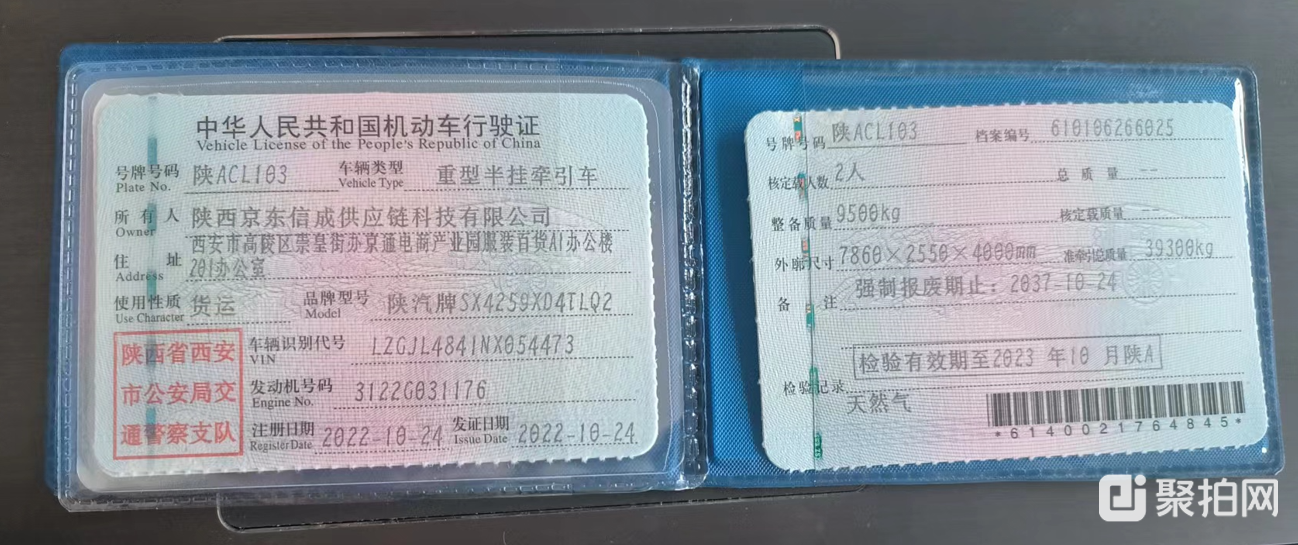 中华人民共和国机动车行驶证
Vehicle License of the People's Republic of China
号牌号码 陕ACL103 车辆类型 重型半挂牵引车
Plate No. Vehicle Type
所有人 陕西京东信成供应链科技有限公司
Owner
住址 西安市高陵区崇皇街办京蓬电商产业园服装百货A1办公楼
201办公室
Address
使用性质 货运 品牌型号 陕汽牌SX4259XD4TLQ2
Use Character Model
陕西省西安
市公安局交
通警察支队
车辆识别代号 LZGJL4841NX054473
VIN
发动机号码 3122G031176
Engine No.
注册日期 2022-10-24 发证日期 2022-10-24
Register Date Issue Date
号牌号码 陕ACL103 档案编号 610106266025
核定载人数 2人 总质量 --
整备质量 9500kg 核定载质量 --
外廓尺寸 7860×2550×4000mm 准牵引总质量 39300kg
备注 强制报废期止：2037-10-24
检验有效期至2023 年10 月陕A
检验记录
天然气
*6140021764845*
聚拍网